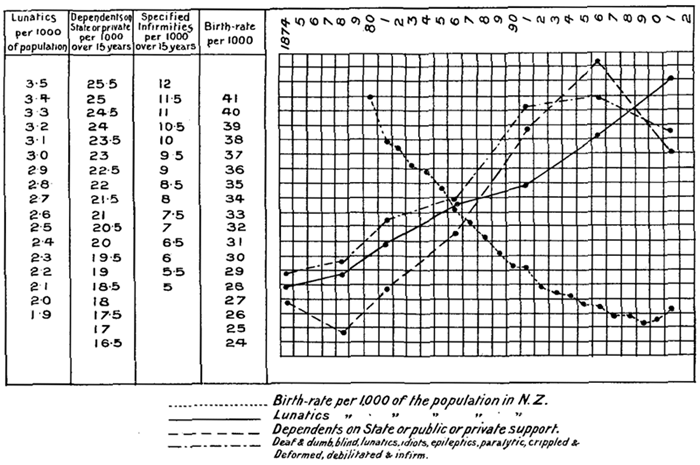 Lunatics per 1000 of population
Dependents on State or private per 1000 over 15 years
Specified Infirmities per 1000 over 15 years
Birth-rate per 1000
1874 5 6 7 8 9 80 1 2 3 4 5 6 7 8 9 90 1 2 3 4 5 6 7 8 9 0 1 2
3·5 25·5 12
3·4 25 11·5 41
3·3 24·5 11 40
3·2 24 10·5 39
3·1 23·5 10 38
3·0 23 9·5 37
2·9 22·5 9 36
2·8 22 8·5 35
2·7 21·5 8 34
2·6 21 7·5 33
2·5 20·5 7 32
2·4 20 6·5 31
2·3 19·5 6 30
2·2 19 5·5 29
2·1 18·5 5 28
2·0 18 27
1·9 17·5 26
17 25
16·5 24
Birth-rate per 1,000 of the population in N.Z.
Lunatics " " " " "
Dependents on State or public or private support.
Deaf & dumb, blind, lunatics, idiots, epileptics, paralytic, crippled &
Deformed, debilitated & infirm.